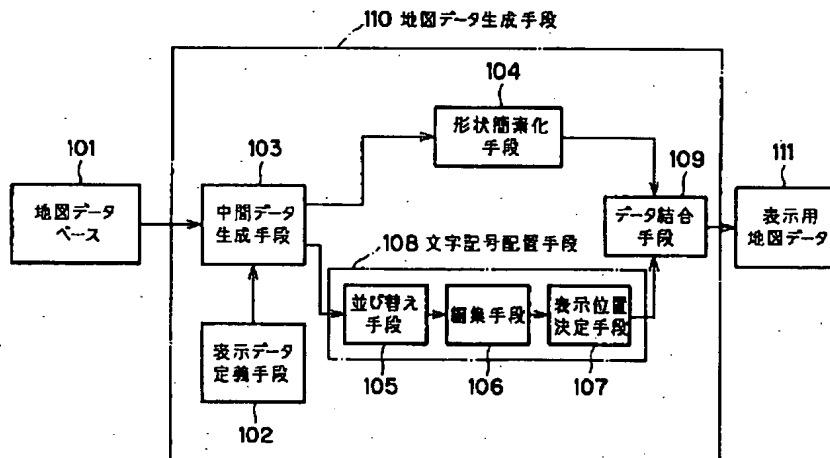 110 地図データ生成手段
104
形状簡素化
手段
101
地図データ
ベース
103
中間データ
生成手段
109
データ結合
手段
111
表示用
地図データ
108 文字記号配置手段
並び替え
手段
105
編集手段
106
表示位置
決定手段
107
表示データ
定義手段
102